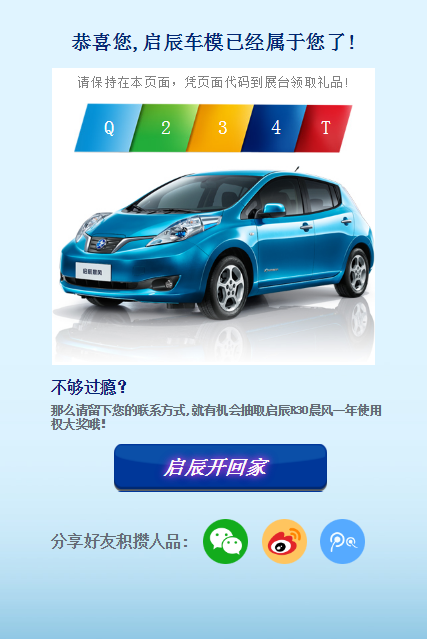 恭喜您,启辰车模已经属于您了!
请保持在本页面，凭页面代码到展台领取礼品!
Q 2 3 4 T
启辰晨风
不够过瘾?
那么请留下您的联系方式,就有机会抽取启辰R30晨风一年使用
权大奖哦!
启辰开回家
分享好友积攒人品: